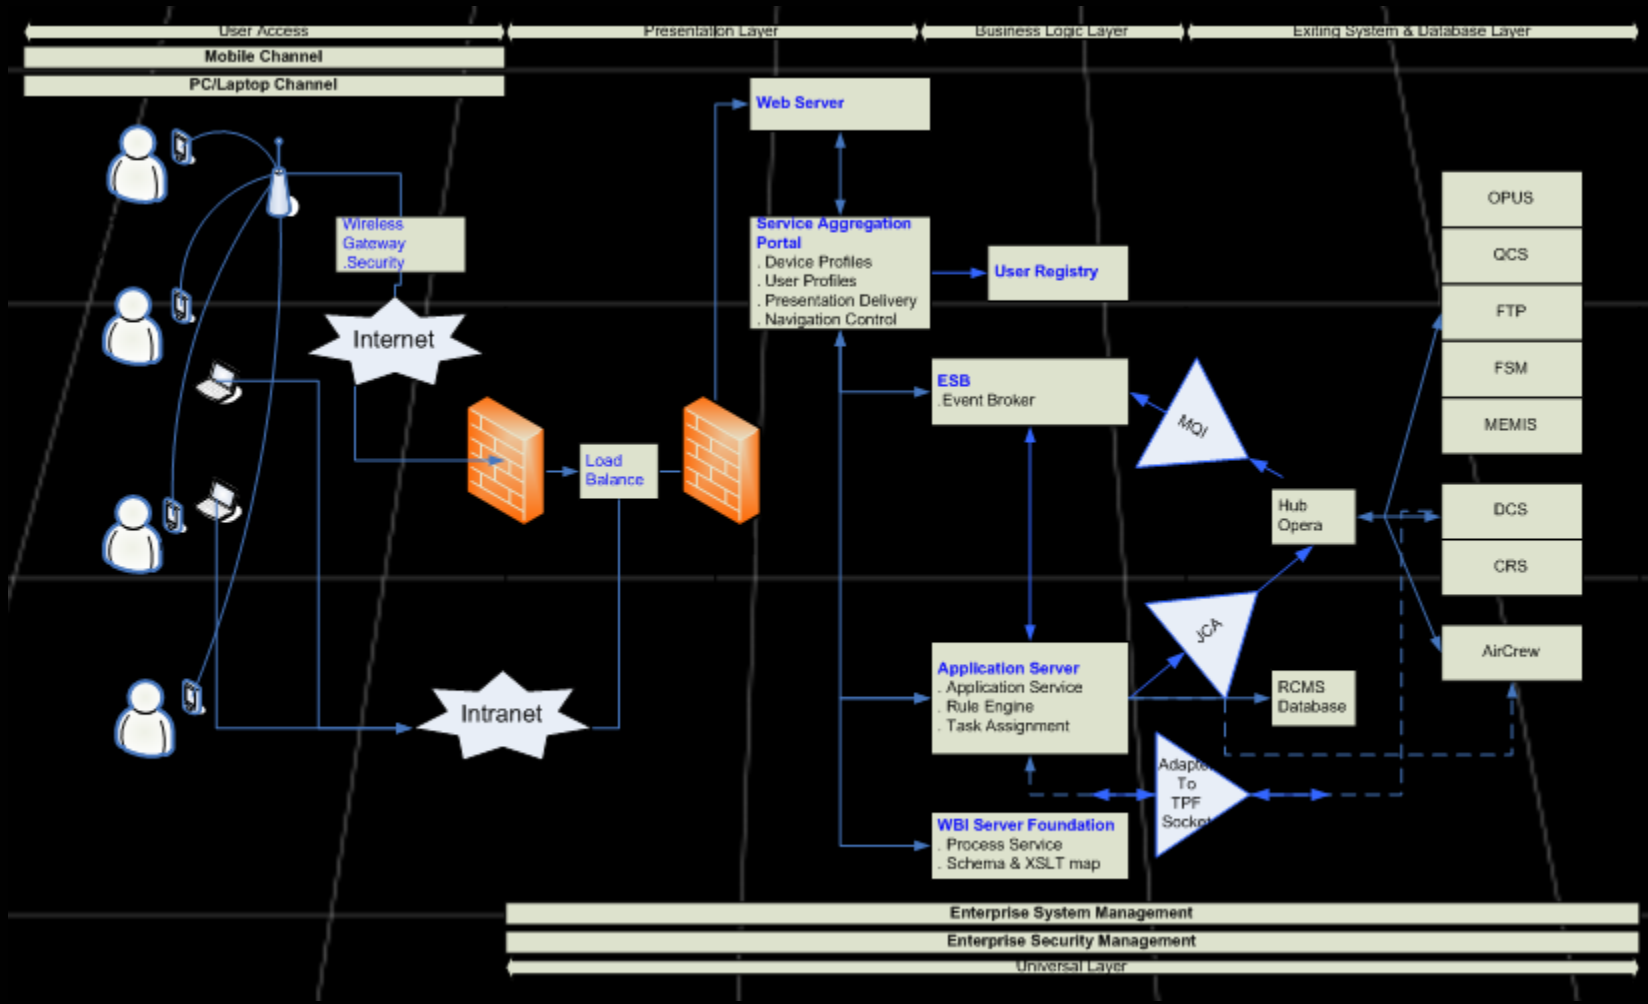 User Access
Presentation Layer
Business Logic Layer
Exiting System & Database Layer
Mobile Channel
PC/Laptop Channel
Web Server
Wireless
Gateway
.Security
Internet
Service Aggregation
Portal
. Device Profiles
. User Profiles
. Presentation Delivery
. Navigation Control
User Registry
OPUS
QCS
FTP
FSM
MEMIS
ESB
.Event Broker
MQI
Load
Balance
Hub
Opera
DCS
CRS
AirCrew
JCA
Application Server
. Application Service
. Rule Engine
. Task Assignment
RCMS
Database
Intranet
Adapter
To
TPF
Socket
WBI Server Foundation
. Process Service
. Schema & XSLT map
Enterprise System Management
Enterprise Security Management
Universal Layer